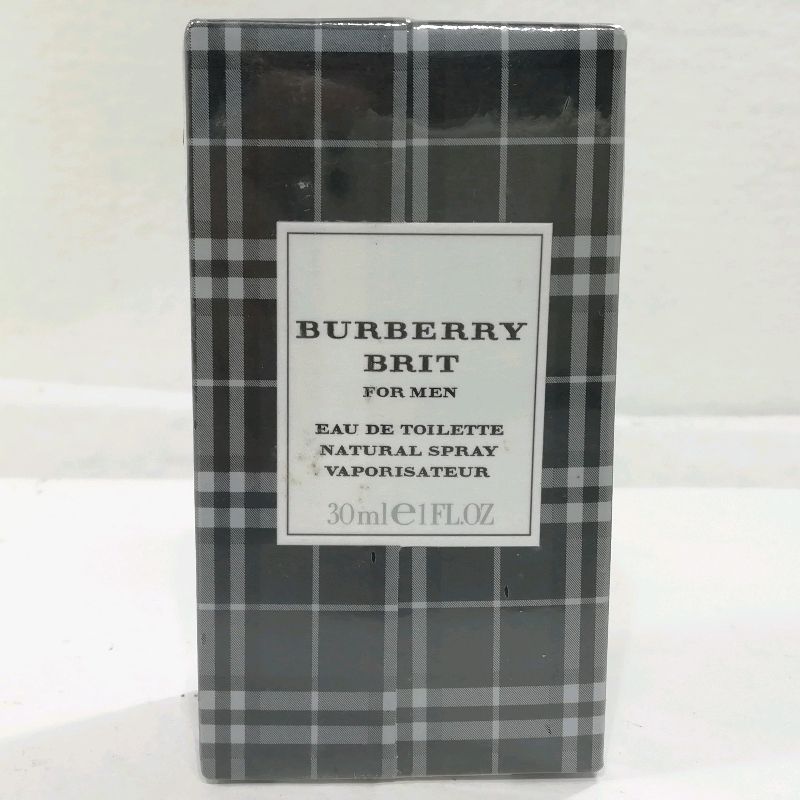 BURBERRY
BRIT
FOR MEN
EAU DE TOILETTE
NATURAL SPRAY
VAPORISATEUR
30ml℮1FL.OZ